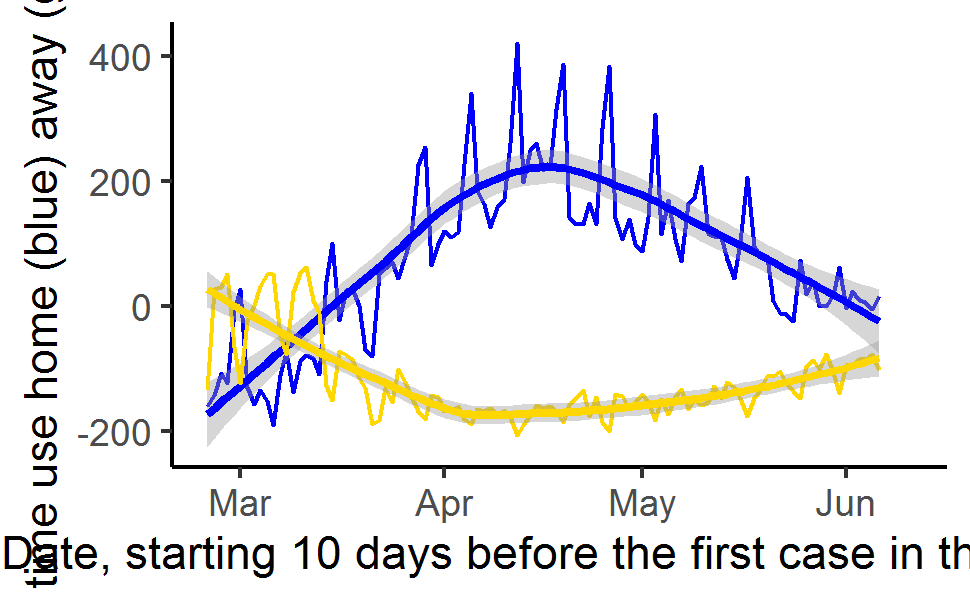 time use home (blue) away (
400
200
0
-200
Mar Apr May Jun
Date, starting 10 days before the first case in th